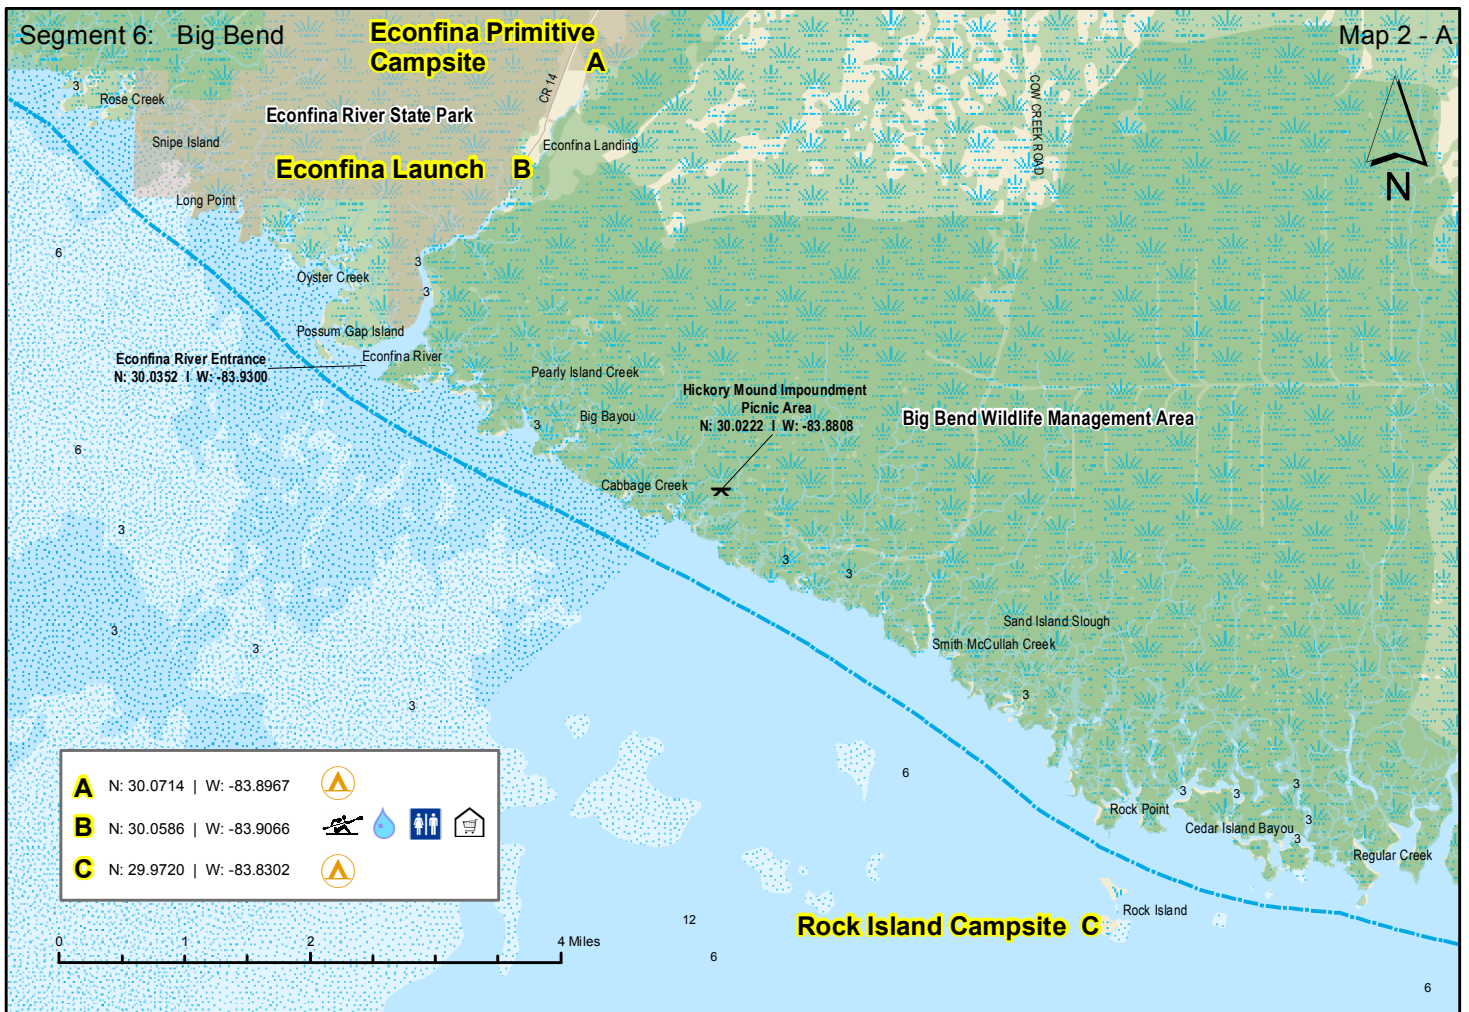 Segment 6: Big Bend
Econfina Primitive
Campsite A
Map 2 - A
CR 14
COW CREEK ROAD
3
Rose Creek
Econfina River State Park
Snipe Island
Econfina Landing
Econfina Launch B
N
Long Point
6
3
Oyster Creek
3
Possum Gap Island
Econfina River Entrance
N: 30.0352 | W: -83.9300
Econfina River
Pearly Island Creek
Hickory Mound Impoundment
Picnic Area
N: 30.0222 | W: -83.8808
Big Bayou
Big Bend Wildlife Management Area
3
6
Cabbage Creek
3
3
3
Sand Island Slough
3
Smith McCullah Creek
3
3
3
6
A N: 30.0714 | W: -83.8967
B N: 30.0586 | W: -83.9066
C N: 29.9720 | W: -83.8302
3
3
3
Rock Point
3
Cedar Island Bayou
3
Regular Creek
Rock Island
12
Rock Island Campsite C
0 1 2 4 Miles
6
6